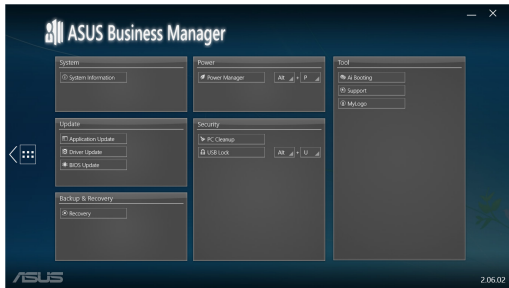 ASUS Business Manager
System
System Information
Update
Application Update
Driver Update
BIOS Update
Backup & Recovery
Recovery
Power
Power Manager Alt + P
Security
PC Cleanup
USB Lock Alt + U
Tool
Ai Booting
Support
MyLogo
ASUS
2.06.02